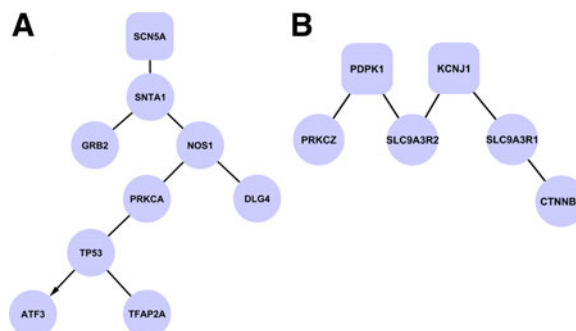 A
SCN5A
SNTA1
GRB2
NOS1
PRKCA
DLG4
TP53
ATF3
TFAP2A
B
PDPK1
KCNJ1
PRKCZ
SLC9A3R2
SLC9A3R1
CTNNB